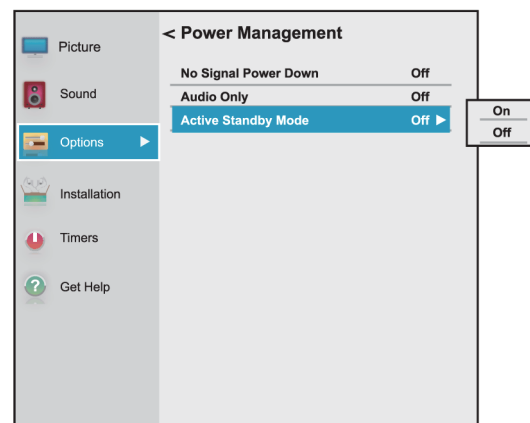 < Power Management
Picture
Sound
Options
Installation
Timers
Get Help
No Signal Power Down Off
Audio Only Off
Active Standby Mode Off
On
Off
?